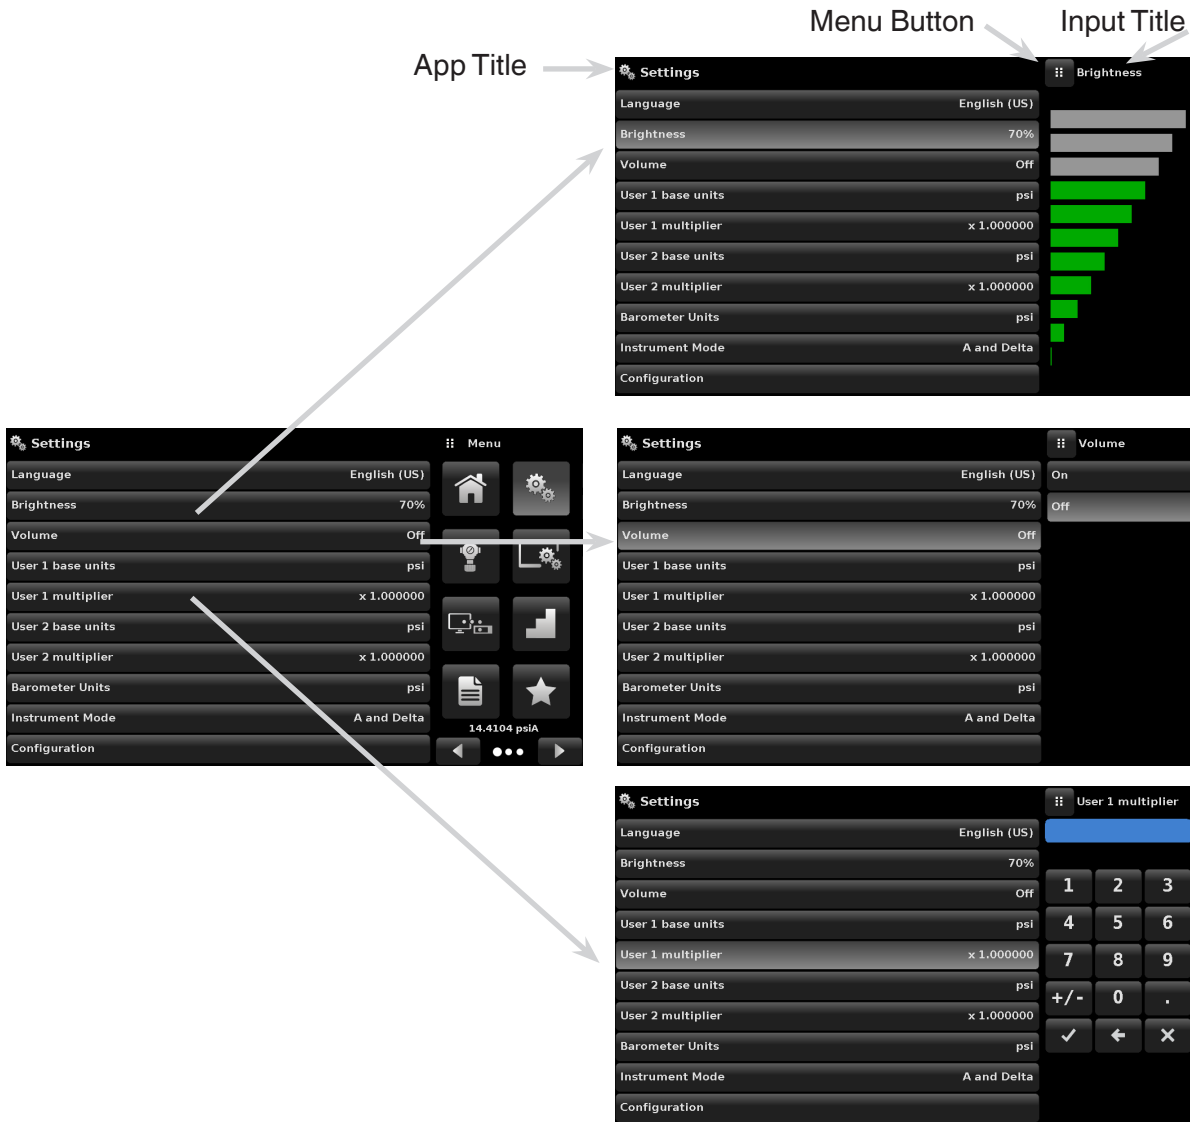 Menu Button
Input Title
App Title
Settings
Brightness
Language English (US)
Brightness 70%
Volume Off
User 1 base units psi
User 1 multiplier x 1.000000
User 2 base units psi
User 2 multiplier x 1.000000
Barometer Units psi
Instrument Mode A and Delta
Configuration
Settings
Menu
Language English (US)
Brightness 70%
Volume Off
User 1 base units psi
User 1 multiplier x 1.000000
User 2 base units psi
User 2 multiplier x 1.000000
Barometer Units psi
Instrument Mode A and Delta
Configuration
14.4104 psiA
Settings
Volume
Language English (US)
Brightness 70%
Volume Off
User 1 base units psi
User 1 multiplier x 1.000000
User 2 base units psi
User 2 multiplier x 1.000000
Barometer Units psi
Instrument Mode A and Delta
Configuration
On
Off
Settings
User 1 multiplier
Language English (US)
Brightness 70%
Volume Off
User 1 base units psi
User 1 multiplier x 1.000000
User 2 base units psi
User 2 multiplier x 1.000000
Barometer Units psi
Instrument Mode A and Delta
Configuration
1 2 3
4 5 6
7 8 9
+/- 0 .